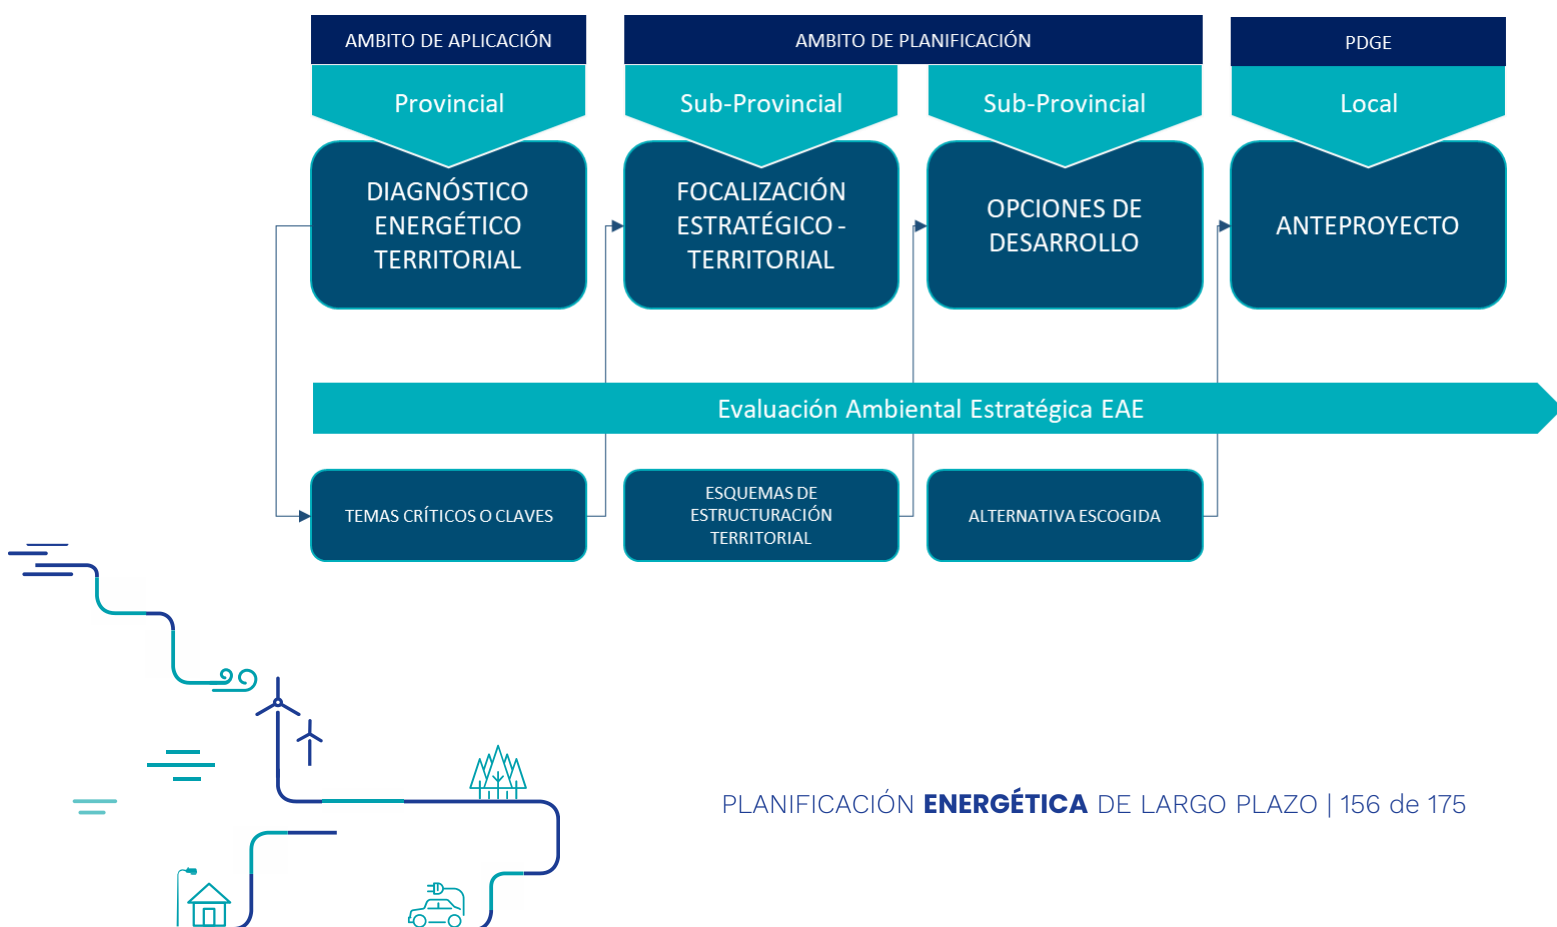 AMBITO DE APLICACIÓN
AMBITO DE PLANIFICACIÓN
PDGE
Provincial
Sub-Provincial
Sub-Provincial
Local
DIAGNÓSTICO
ENERGÉTICO
TERRITORIAL
FOCALIZACIÓN
ESTRATÉGICO -
TERRITORIAL
OPCIONES DE
DESARROLLO
ANTEPROYECTO
Evaluación Ambiental Estratégica EAE
TEMAS CRÍTICOS O CLAVES
ESQUEMAS DE
ESTRUCTURACIÓN
TERRITORIAL
ALTERNATIVA ESCOGIDA
PLANIFICACIÓN ENERGÉTICA DE LARGO PLAZO | 156 de 175